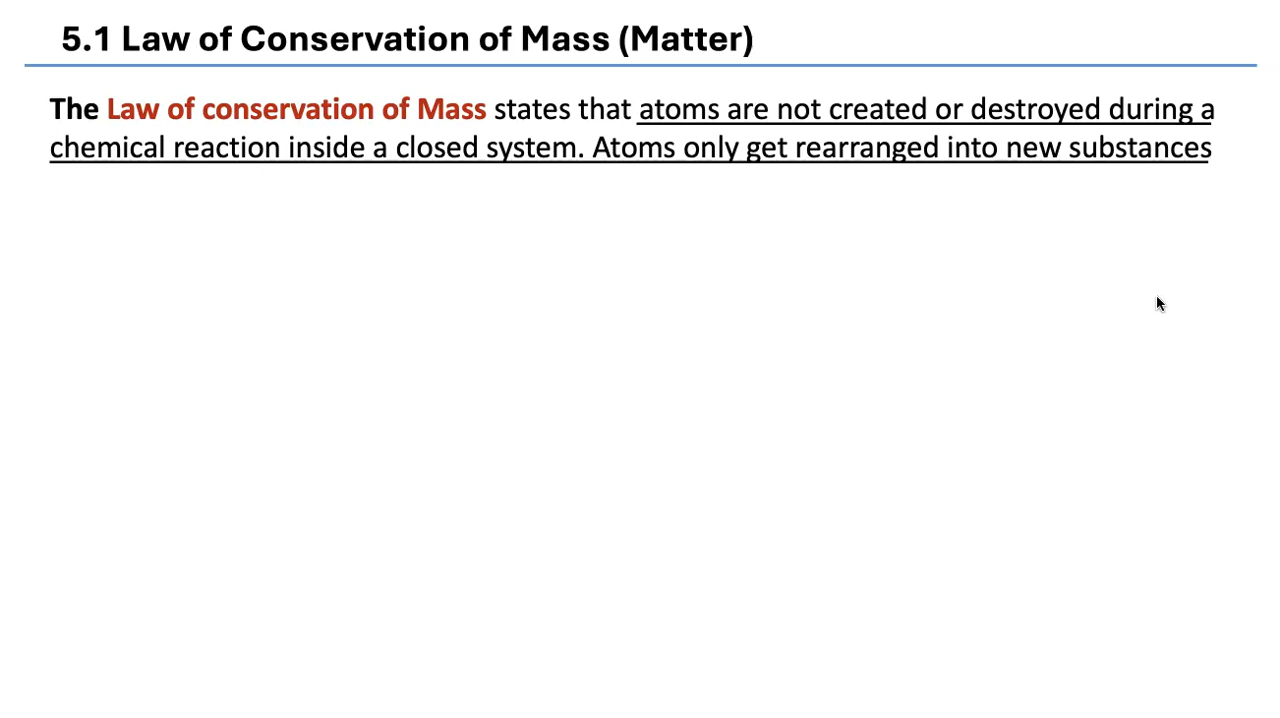 5.1 Law of Conservation of Mass (Matter)
The Law of conservation of Mass states that atoms are not created or destroyed during a
chemical reaction inside a closed system. Atoms only get rearranged into new substances